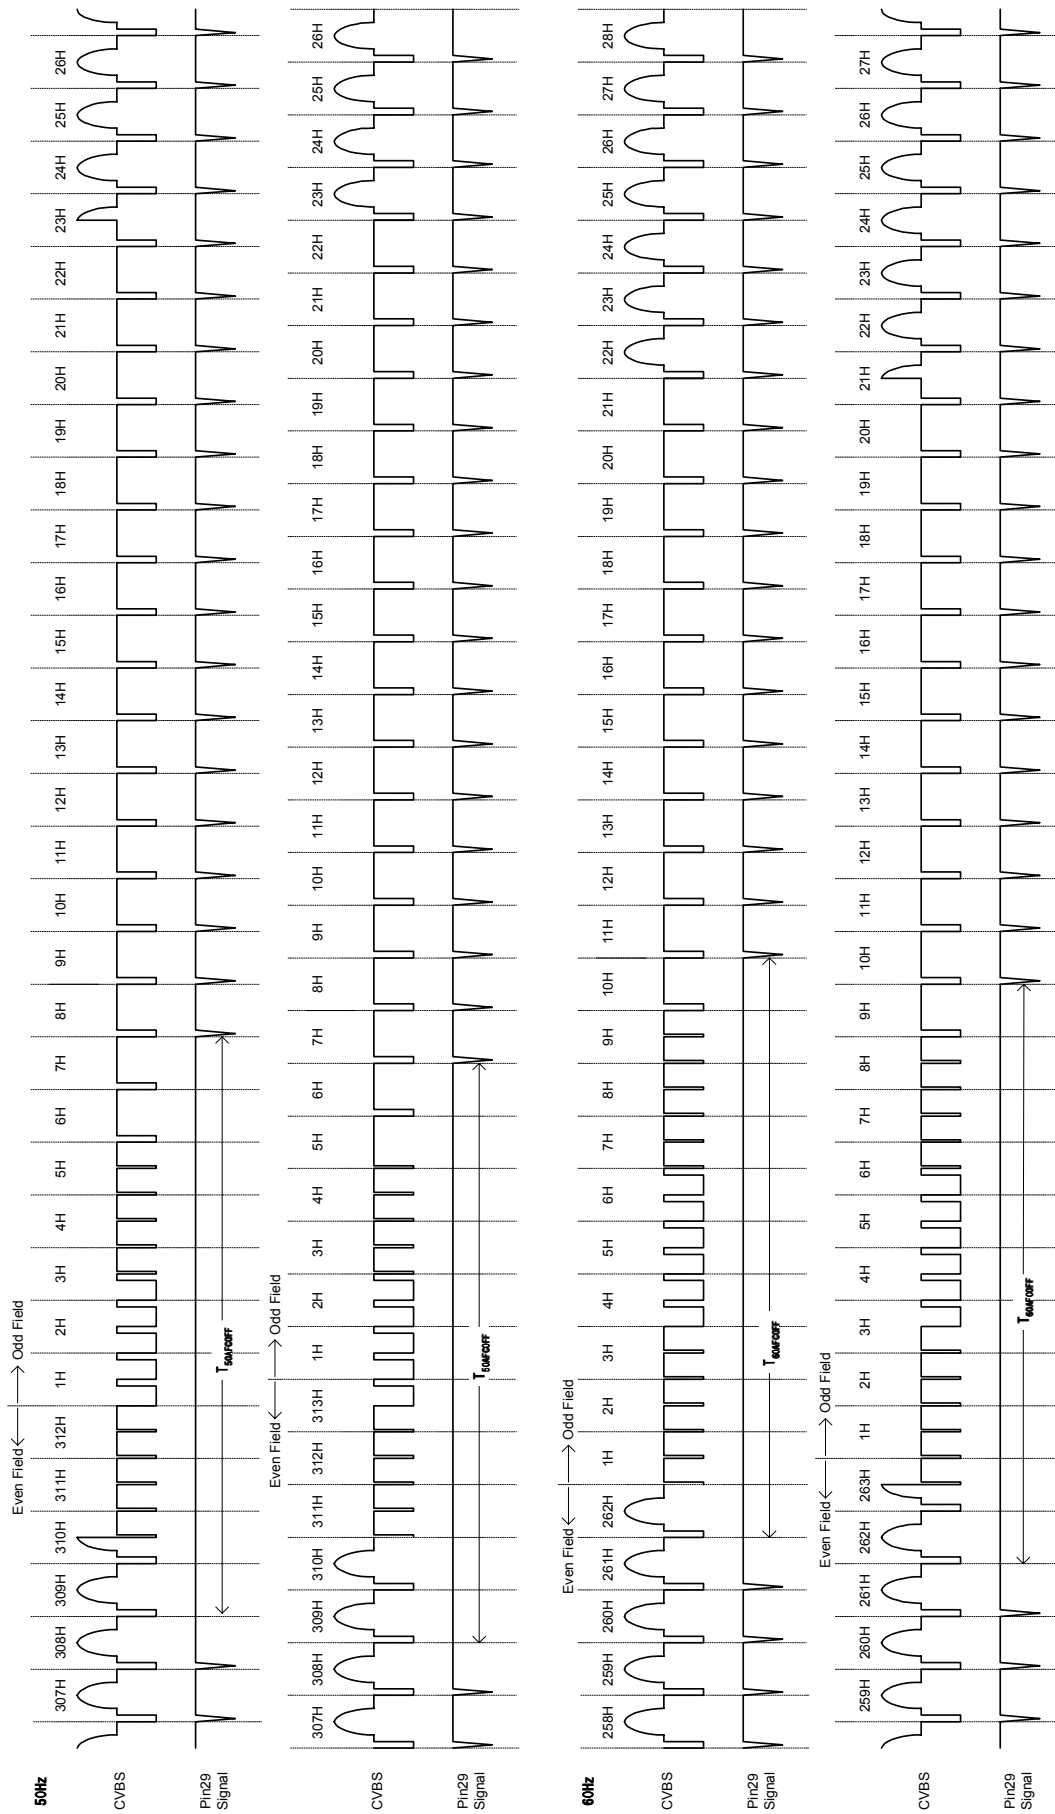 Even Field ← → Odd Field
50Hz 307H 308H 309H 310H 311H 312H 1H 2H 3H 4H 5H 6H 7H 8H 9H 10H 11H 12H 13H 14H 15H 16H 17H 18H 19H 20H 21H 22H 23H 24H 25H 26H
CVBS
Pin29
Signal
T50AFCOFF
Even Field ← → Odd Field
307H 308H 309H 310H 311H 312H 313H 1H 2H 3H 4H 5H 6H 7H 8H 9H 10H 11H 12H 13H 14H 15H 16H 17H 18H 19H 20H 21H 22H 23H 24H 25H 26H
CVBS
Pin29
Signal
T50AFCOFF
Even Field ← → Odd Field
60Hz 258H 259H 260H 261H 262H 1H 2H 3H 4H 5H 6H 7H 8H 9H 10H 11H 12H 13H 14H 15H 16H 17H 18H 19H 20H 21H 22H 23H 24H 25H 26H 27H 28H
CVBS
Pin29
Signal
T60AFCOFF
Even Field ← → Odd Field
259H 260H 261H 262H 263H 1H 2H 3H 4H 5H 6H 7H 8H 9H 10H 11H 12H 13H 14H 15H 16H 17H 18H 19H 20H 21H 22H 23H 24H 25H 26H 27H
CVBS
Pin29
Signal
T60AFCOFF